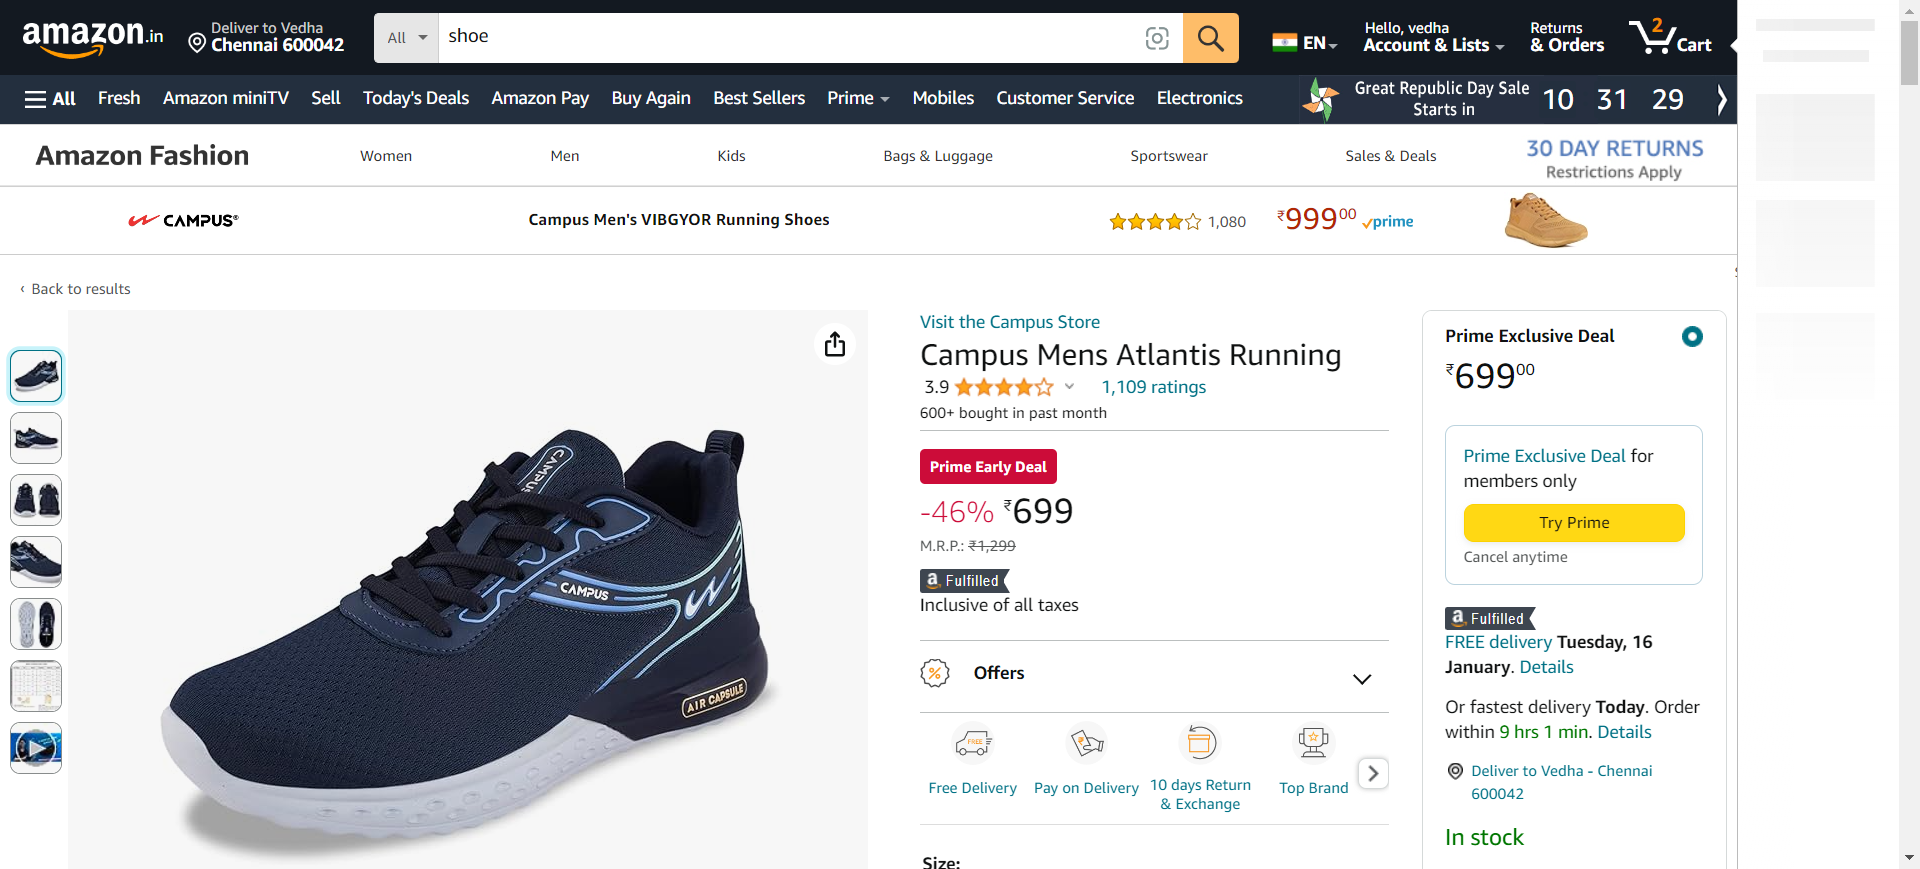 amazon.in
Deliver to Vedha
Chennai 600042
All
shoe
EN
Hello, vedha
Account & Lists
Returns
& Orders
2
Cart
All
Fresh
Amazon miniTV
Sell
Today's Deals
Amazon Pay
Buy Again
Best Sellers
Prime
Mobiles
Customer Service
Electronics
Great Republic Day Sale
Starts in
10 31 29
Amazon Fashion
Women
Men
Kids
Bags & Luggage
Sportswear
Sales & Deals
30 DAY RETURNS
Restrictions Apply
CAMPUS®
Campus Men's VIBGYOR Running Shoes
1,080
₹99900
prime
‹ Back to results
CAMPUS
CAMPUS
AIR CAPSULE
Visit the Campus Store
Campus Mens Atlantis Running
3.9
1,109 ratings
600+ bought in past month
Prime Early Deal
-46% ₹699
M.R.P.: ₹1,299
a Fulfilled
Inclusive of all taxes
% Offers
FREE
Free Delivery
Pay on Delivery
10 days Return
& Exchange
Top Brand
Size:
Prime Exclusive Deal
₹69900
Prime Exclusive Deal for
members only
Try Prime
Cancel anytime
a Fulfilled
FREE delivery Tuesday, 16
January. Details
Or fastest delivery Today. Order
within 9 hrs 1 min. Details
Deliver to Vedha - Chennai
600042
In stock